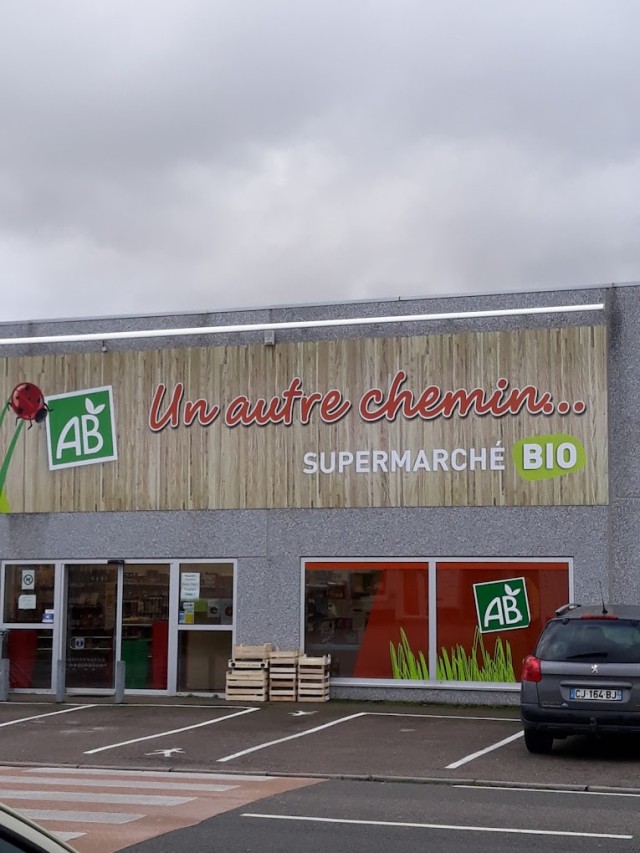 AB
Un autre chemin...
SUPERMARCHÉ BIO
AB
CJ 164 BJ